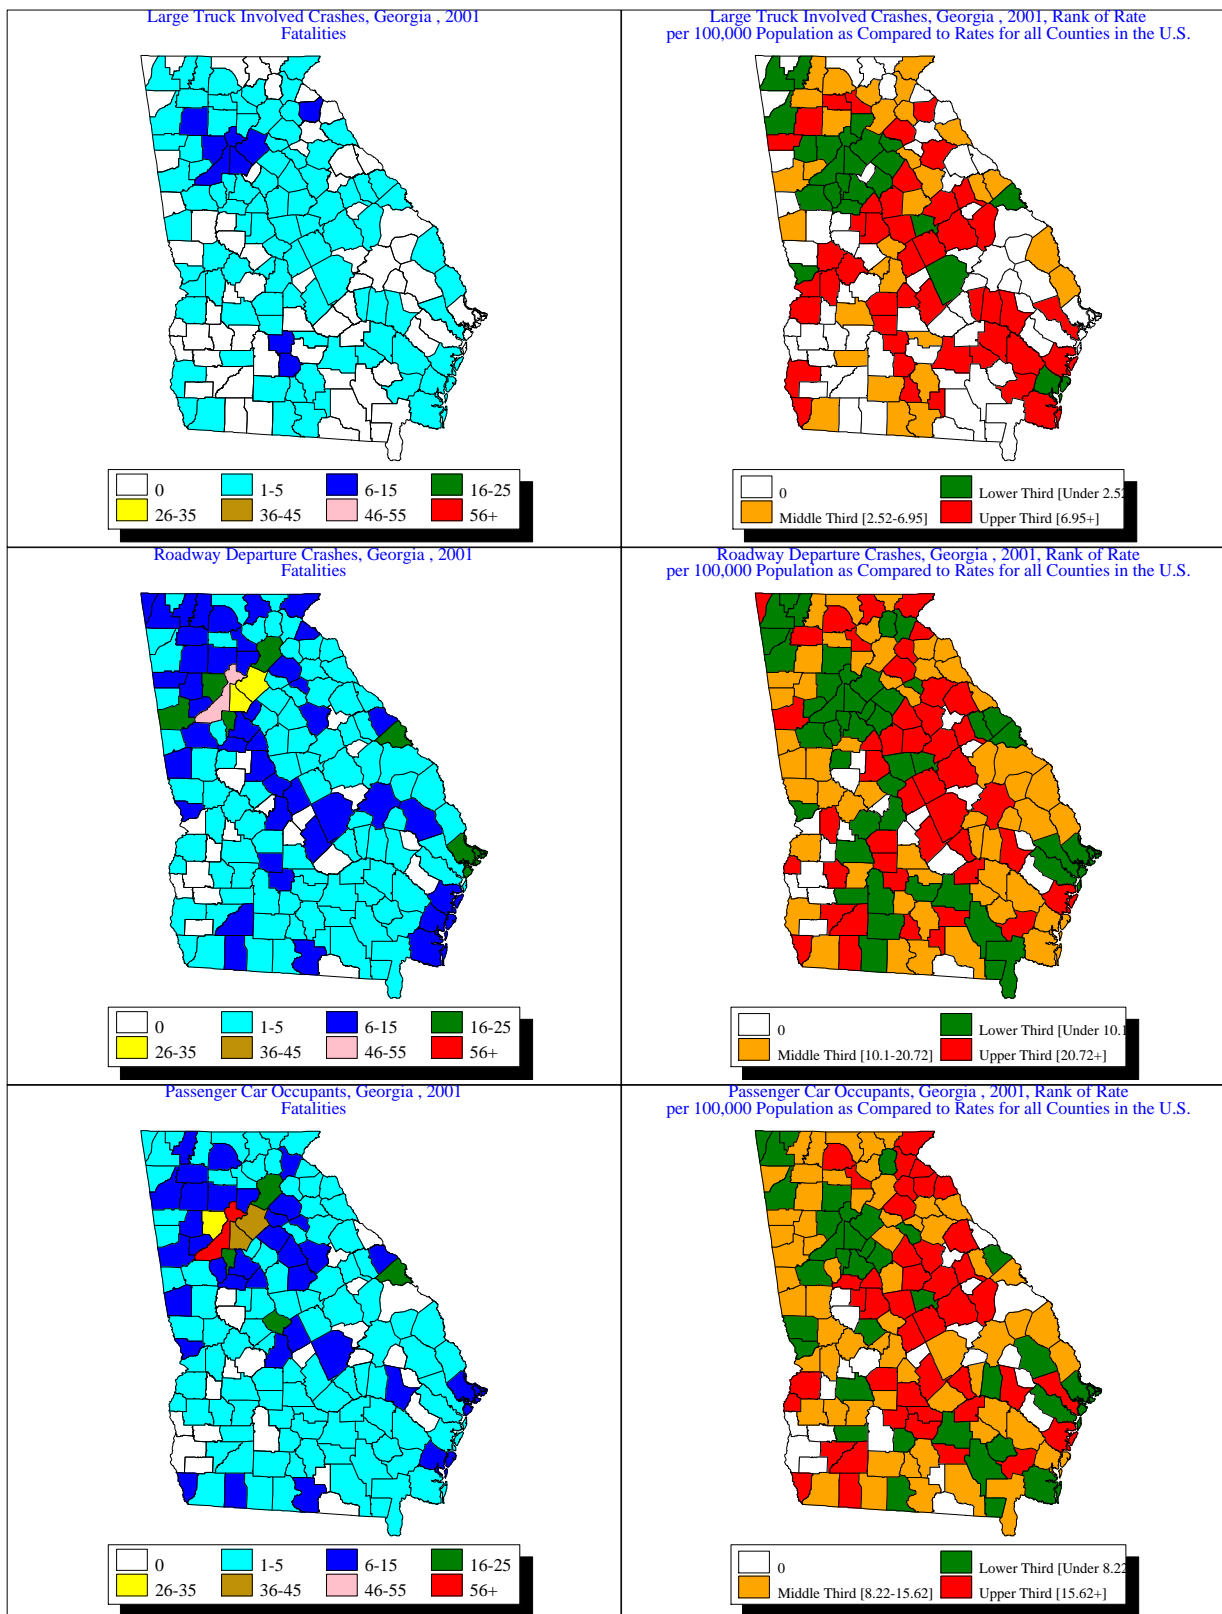 Large Truck Involved Crashes, Georgia , 2001
Fatalities
0
1-5
6-15
16-25
26-35
36-45
46-55
56+
Large Truck Involved Crashes, Georgia , 2001, Rank of Rate
per 100,000 Population as Compared to Rates for all Counties in the U.S.
0
Lower Third [Under 2.52
Middle Third [2.52-6.95]
Upper Third [6.95+]
Roadway Departure Crashes, Georgia , 2001
Fatalities
0
1-5
6-15
16-25
26-35
36-45
46-55
56+
Roadway Departure Crashes, Georgia , 2001, Rank of Rate
per 100,000 Population as Compared to Rates for all Counties in the U.S.
0
Lower Third [Under 10.1
Middle Third [10.1-20.72]
Upper Third [20.72+]
Passenger Car Occupants, Georgia , 2001
Fatalities
0
1-5
6-15
16-25
26-35
36-45
46-55
56+
Passenger Car Occupants, Georgia , 2001, Rank of Rate
per 100,000 Population as Compared to Rates for all Counties in the U.S.
0
Lower Third [Under 8.22
Middle Third [8.22-15.62]
Upper Third [15.62+]